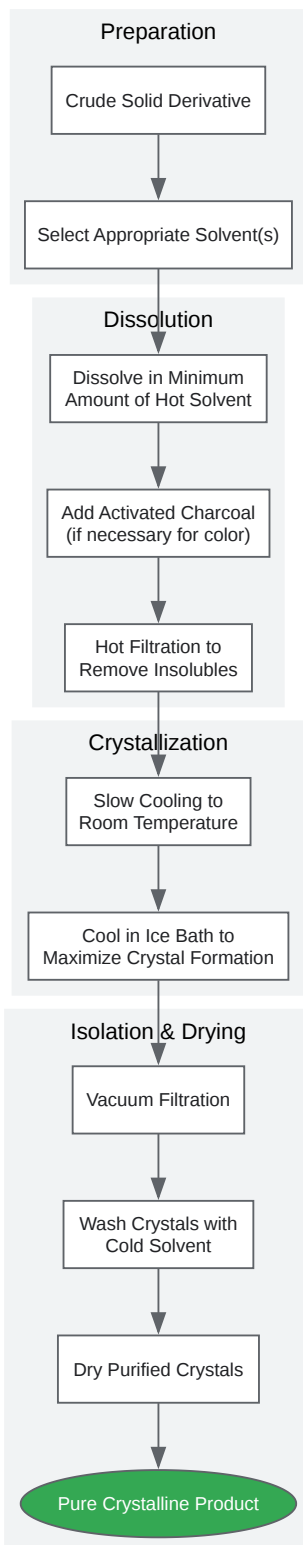 Preparation
Crude Solid Derivative
Select Appropriate Solvent(s)
Dissolution
Dissolve in Minimum
Amount of Hot Solvent
Add Activated Charcoal
(if necessary for color)
Hot Filtration to
Remove Insolubles
Crystallization
Slow Cooling to
Room Temperature
Cool in Ice Bath to
Maximize Crystal Formation
Isolation & Drying
Vacuum Filtration
Wash Crystals with
Cold Solvent
Dry Purified Crystals
Pure Crystalline Product